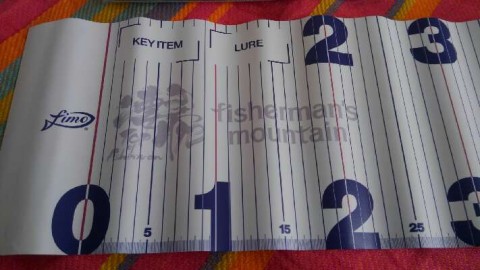 KEY ITEM
LURE
2
3
fimo
fisherman's
mountain
0
5
1
15
2
25
3